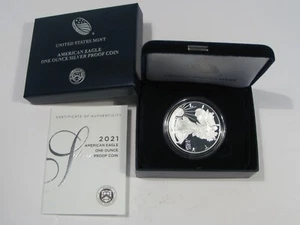 UNITED STATES MINT
AMERICAN EAGLE
ONE OUNCE SILVER PROOF COIN
CERTIFICATE OF AUTHENTICITY
2021
AMERICAN EAGLE
ONE OUNCE
PROOF COIN